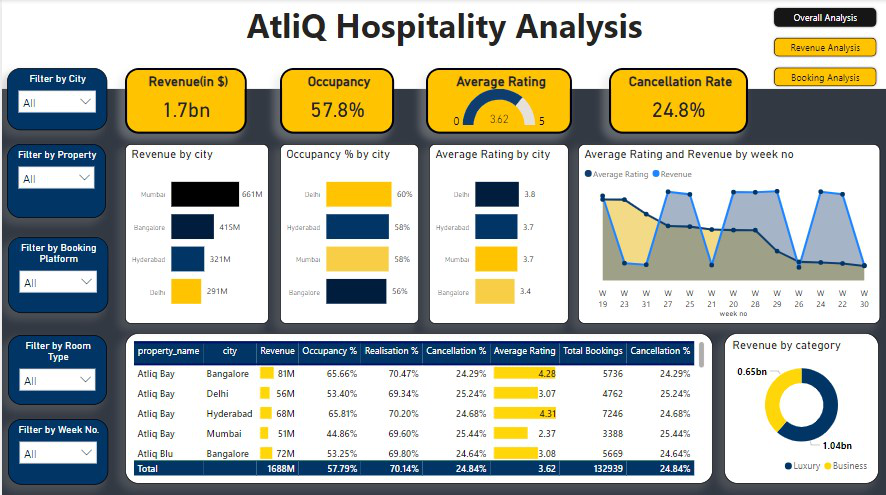 AtliQ Hospitality Analysis
Overall Analysis
Revenue Analysis
Booking Analysis
Filter by City
All
Revenue(in $)
1.7bn
Occupancy
57.8%
Average Rating
0
3.62
5
Cancellation Rate
24.8%
Filter by Property
All
Filter by Booking
Platform
All
Filter by Room
Type
All
Filter by Week No.
All
Revenue by city
Mumbai 661M
Bangalore 415M
Hyderabad 321M
Delhi 291M
Occupancy % by city
Delhi 60%
Hyderabad 58%
Mumbai 58%
Bangalore 56%
Average Rating by city
Delhi 3.8
Hyderabad 3.7
Mumbai 3.7
Bangalore 3.4
Average Rating and Revenue by week no
Average Rating Revenue
W W W W W W W W W W W W W
19 23 31 27 25 21 20 28 29 26 24 22 30
week no
property_name city Revenue Occupancy % Realisation % Cancellation % Average Rating Total Bookings Cancellation %
Atliq Bay Bangalore 81M 65.66% 70.47% 24.29% 4.28 5736 24.29%
Atliq Bay Delhi 56M 53.40% 69.34% 25.24% 3.07 4762 25.24%
Atliq Bay Hyderabad 68M 65.81% 70.20% 24.68% 4.31 7246 24.68%
Atliq Bay Mumbai 51M 44.86% 69.60% 25.44% 2.37 3388 25.44%
Atliq Blu Bangalore 72M 53.25% 69.80% 24.64% 3.08 5669 24.64%
Total 1688M 57.79% 70.14% 24.84% 3.62 132939 24.84%
Revenue by category
0.65bn
1.04bn
Luxury Business